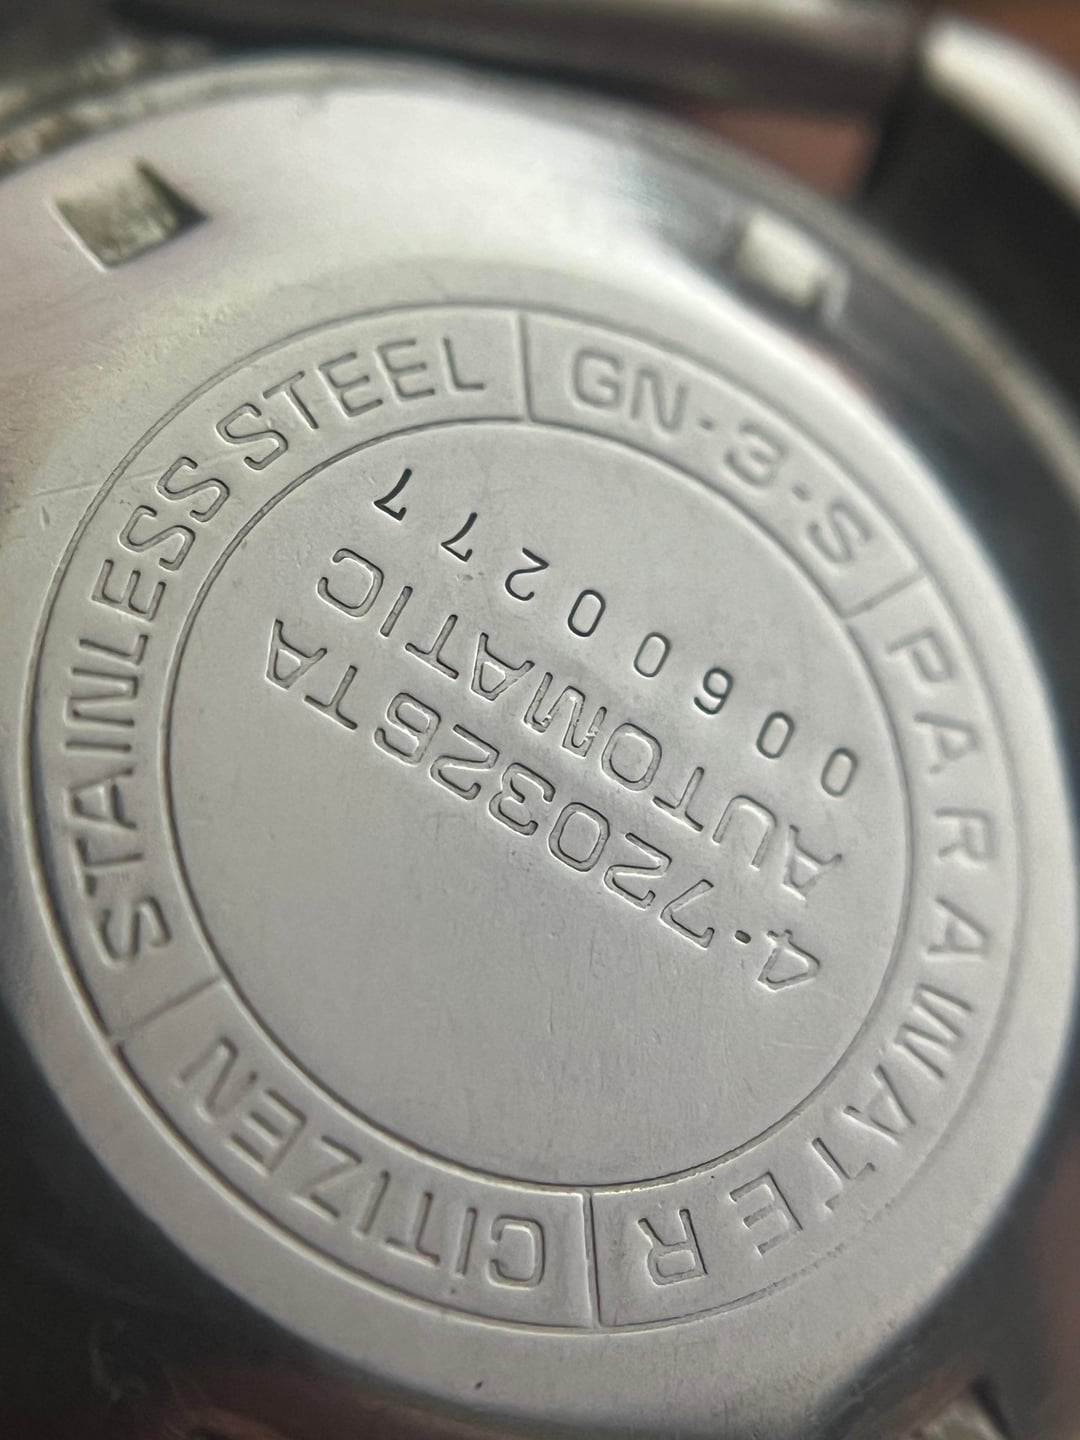 4-720326TA
AUTOMATIC
00600277
CITIZEN
STAINLESS STEEL
GN-3-S
PARAWATER